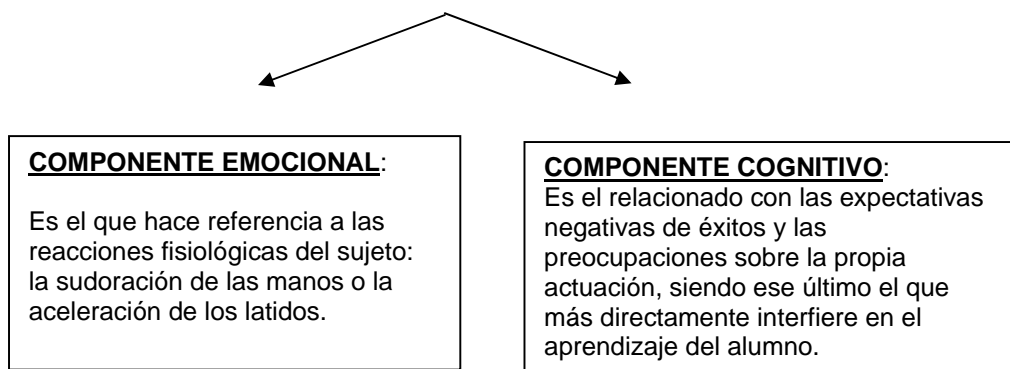 COMPONENTE EMOCIONAL:
Es el que hace referencia a las
reacciones fisiológicas del sujeto:
la sudoración de las manos o la
aceleración de los latidos.
COMPONENTE COGNITIVO:
Es el relacionado con las expectativas
negativas de éxitos y las
preocupaciones sobre la propia
actuación, siendo ese último el que
más directamente interfiere en el
aprendizaje del alumno.